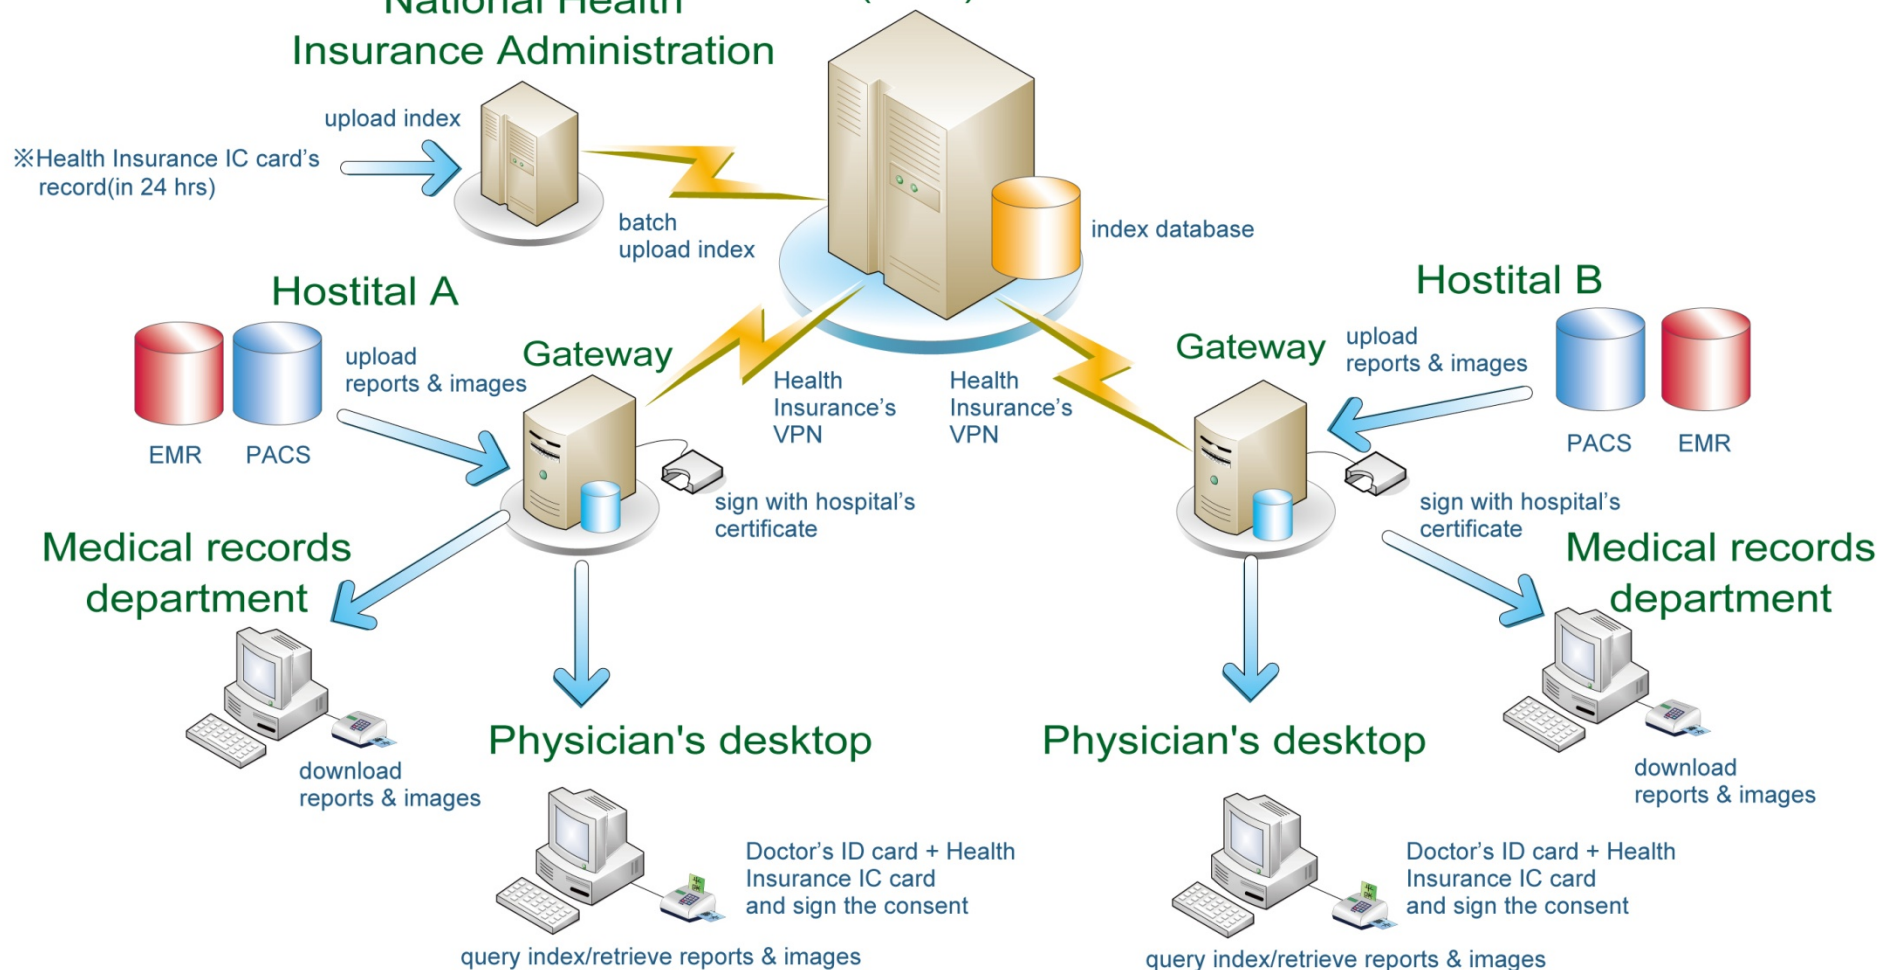 National Health
Insurance Administration
upload index
※Health Insurance IC card's
record(in 24 hrs)
batch
upload index
index database
Hostital A
EMR
PACS
upload
reports & images
Gateway
Health
Insurance's
VPN
Health
Insurance's
VPN
Gateway
upload
reports & images
Hostital B
PACS
EMR
sign with hospital's
certificate
sign with hospital's
certificate
Medical records
department
download
reports & images
Physician's desktop
Doctor's ID card + Health
Insurance IC card
and sign the consent
query index/retrieve reports & images
Physician's desktop
Doctor's ID card + Health
Insurance IC card
and sign the consent
query index/retrieve reports & images
Medical records
department
download
reports & images